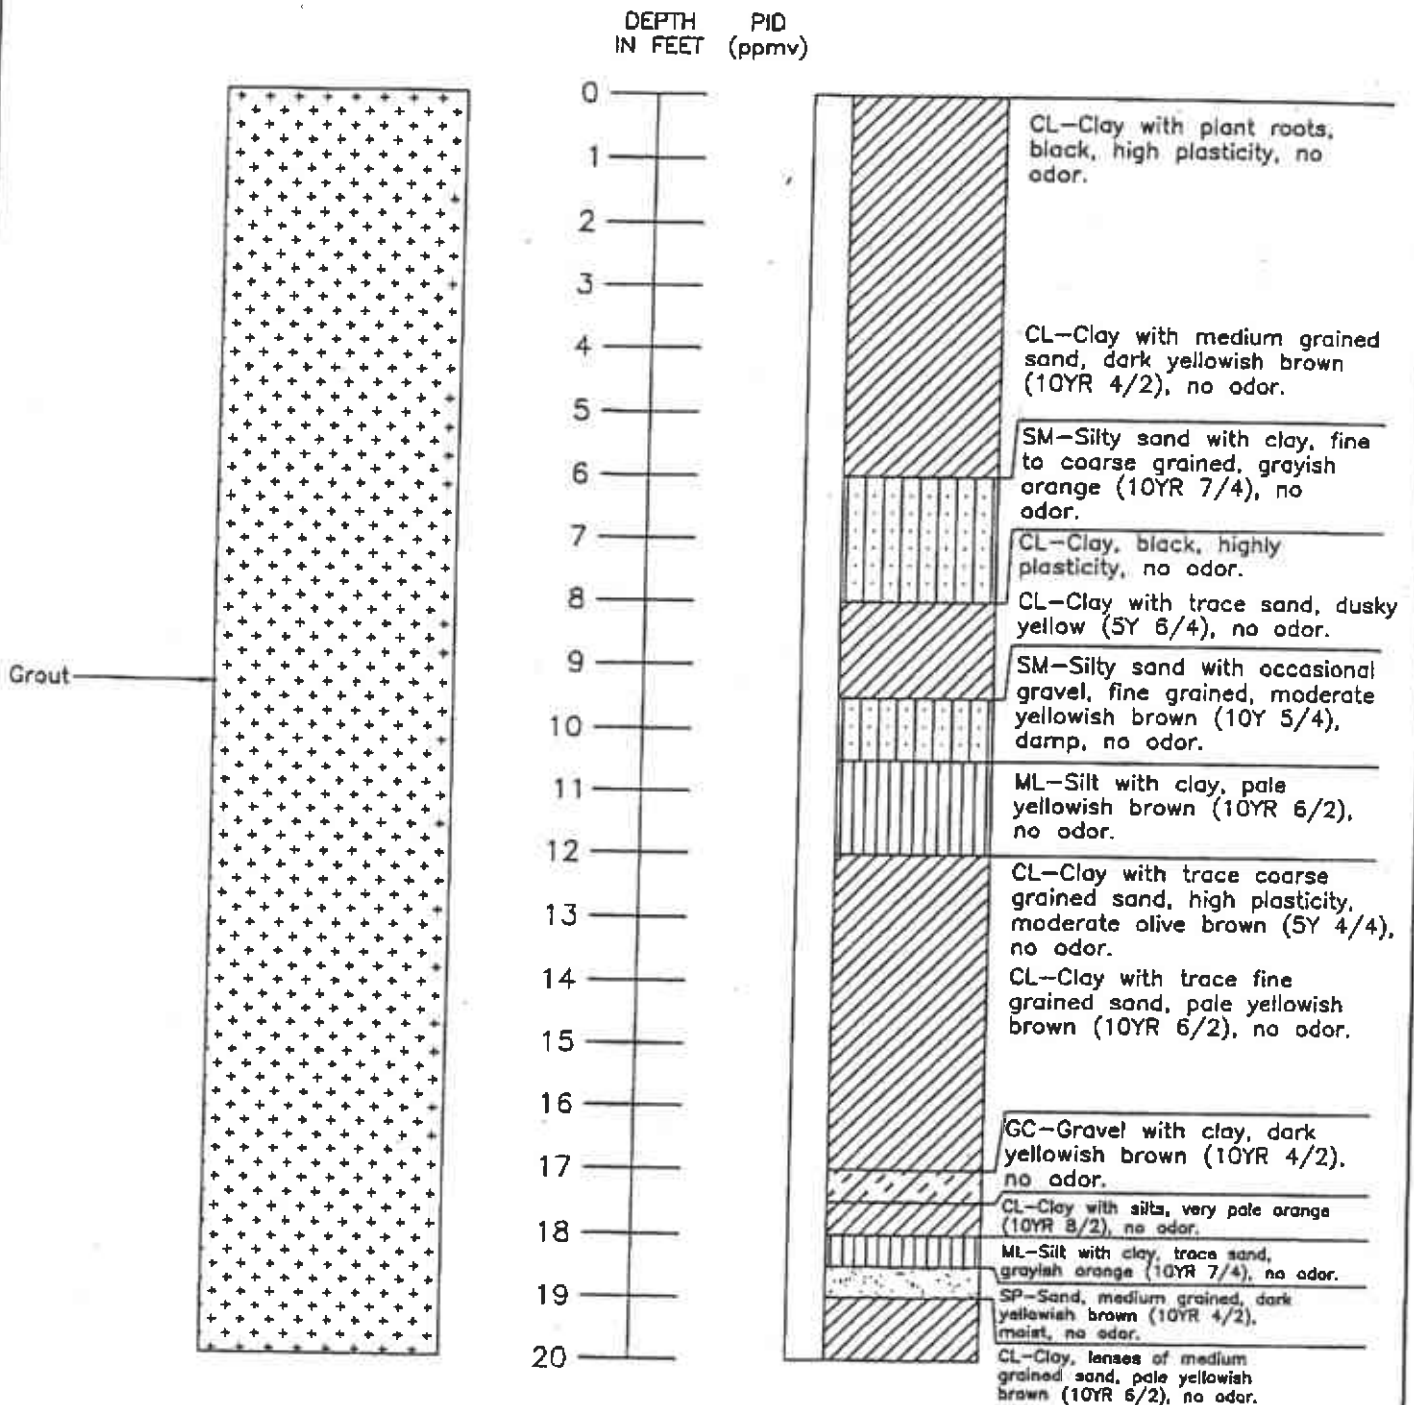 DEPTH
IN FEET
PID
(ppmv)
0
1
2
3
4
5
6
7
8
9
10
11
12
13
14
15
16
17
18
19
20
Grout
CL-Clay with plant roots,
black, high plasticity, no
odor.
CL-Clay with medium grained
sand, dark yellowish brown
(10YR 4/2), no odor.
SM-Silty sand with clay, fine
to coarse grained, grayish
orange (10YR 7/4), no
odor.
CL-Clay, black, highly
plasticity, no odor.
CL-Clay with trace sand, dusky
yellow (5Y 6/4), no odor.
SM-Silty sand with occasional
gravel, fine grained, moderate
yellowish brown (10Y 5/4),
damp, no odor.
ML-Silt with clay, pale
yellowish brown (10YR 6/2),
no odor.
CL-Clay with trace coarse
grained sand, high plasticity,
moderate olive brown (5Y 4/4),
no odor.
CL-Clay with trace fine
grained sand, pale yellowish
brown (10YR 6/2), no odor.
GC-Gravel with clay, dark
yellowish brown (10YR 4/2),
no odor.
CL-Clay with silts, very pale orange
(10YR 8/2), no odor.
ML-Silt with clay, trace sand,
grayish orange (10YR 7/4), no odor.
SP-Sand, medium grained, dark
yellowish brown (10YR 4/2),
moist, no odor.
CL-Clay, lenses of medium
grained sand, pale yellowish
brown (10YR 6/2), no odor.